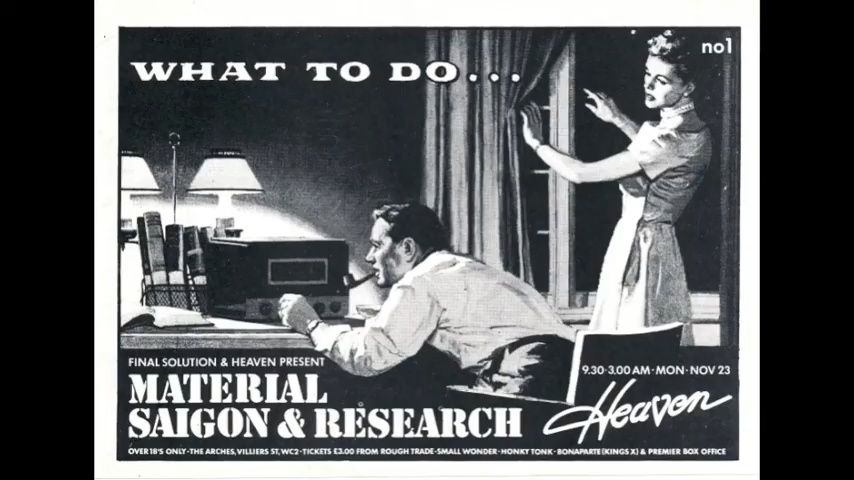 no1
WHAT TO DO...
FINAL SOLUTION & HEAVEN PRESENT
9.30-3.00 AM·MON·NOV 23
MATERIAL
SAIGON & RESEARCH
Heaven
OVER 18'S ONLY-THE ARCHES, VILLIERS ST, WC2·TICKETS £3.00 FROM ROUGH TRADE-SMALL WONDER-HONKY TONK-BONAPARTE (KINGS X) & PREMIER BOX OFFICE